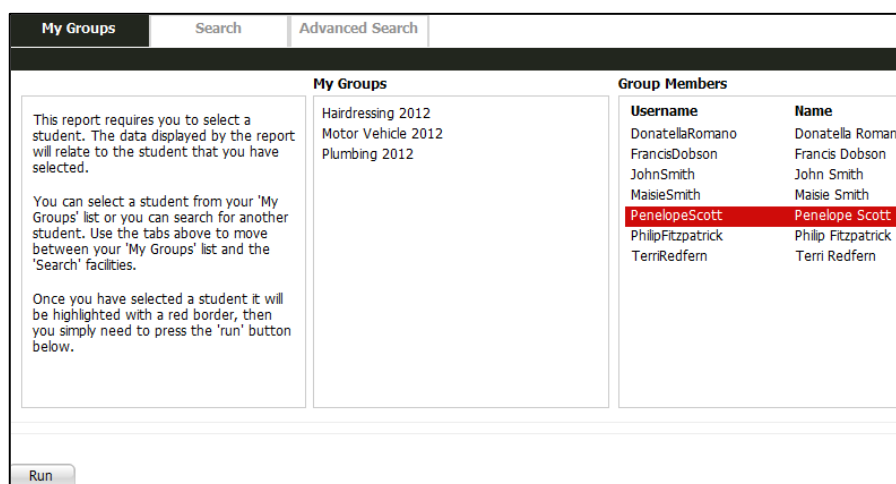 My Groups Search Advanced Search
My Groups Group Members
This report requires you to select a
student. The data displayed by the report
will relate to the student that you have
selected.
You can select a student from your 'My
Groups' list or you can search for another
student. Use the tabs above to move
between your 'My Groups' list and the
'Search' facilities.
Once you have selected a student it will
be highlighted with a red border, then
you simply need to press the 'run' button
below.
Hairdressing 2012
Motor Vehicle 2012
Plumbing 2012
Username Name
DonatellaRomano Donatella Roman
FrancisDobson Francis Dobson
JohnSmith John Smith
MaisieSmith Maisie Smith
PenelopeScott Penelope Scott
PhilipFitzpatrick Philip Fitzpatrick
TerriRedfern Terri Redfern
Run